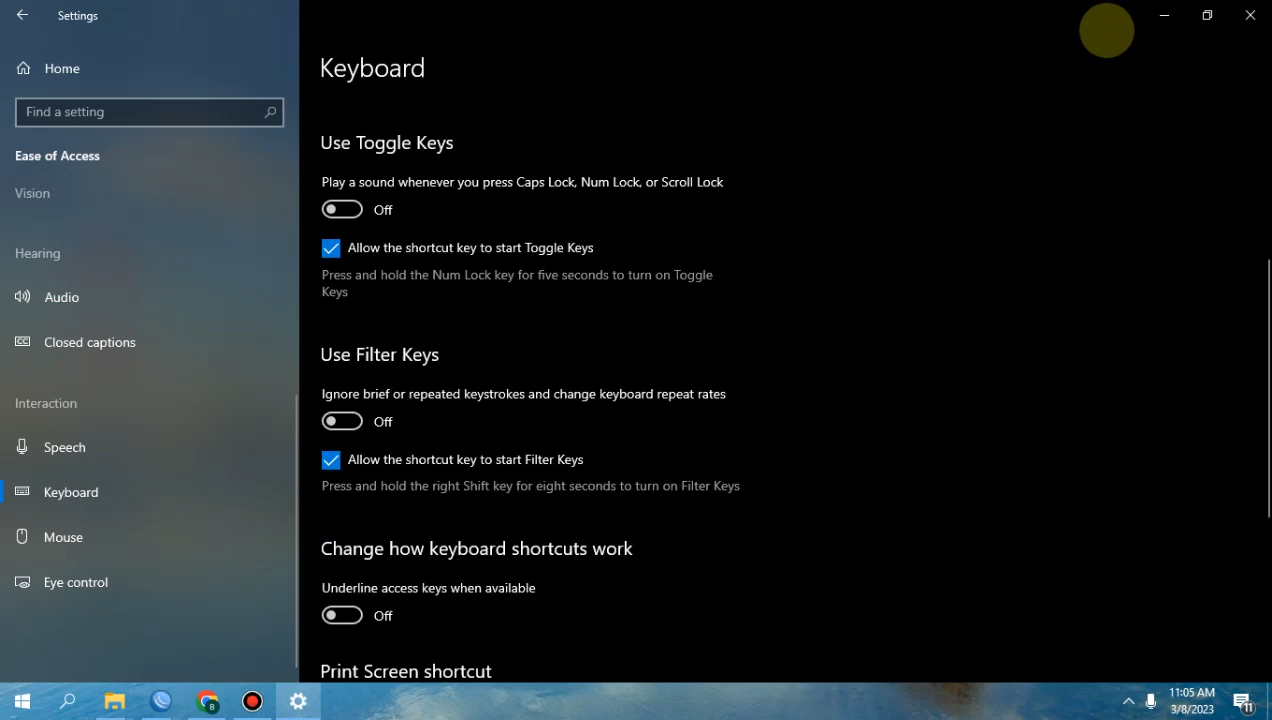 Settings
Home
Find a setting
Ease of Access
Vision
Hearing
Audio
Closed captions
Interaction
Speech
Keyboard
Mouse
Eye control
Keyboard
Use Toggle Keys
Play a sound whenever you press Caps Lock, Num Lock, or Scroll Lock
Off
Allow the shortcut key to start Toggle Keys
Press and hold the Num Lock key for five seconds to turn on Toggle
Keys
Use Filter Keys
Ignore brief or repeated keystrokes and change keyboard repeat rates
Off
Allow the shortcut key to start Filter Keys
Press and hold the right Shift key for eight seconds to turn on Filter Keys
Change how keyboard shortcuts work
Underline access keys when available
Off
Print Screen shortcut
B
11:05 AM
3/8/2023
11